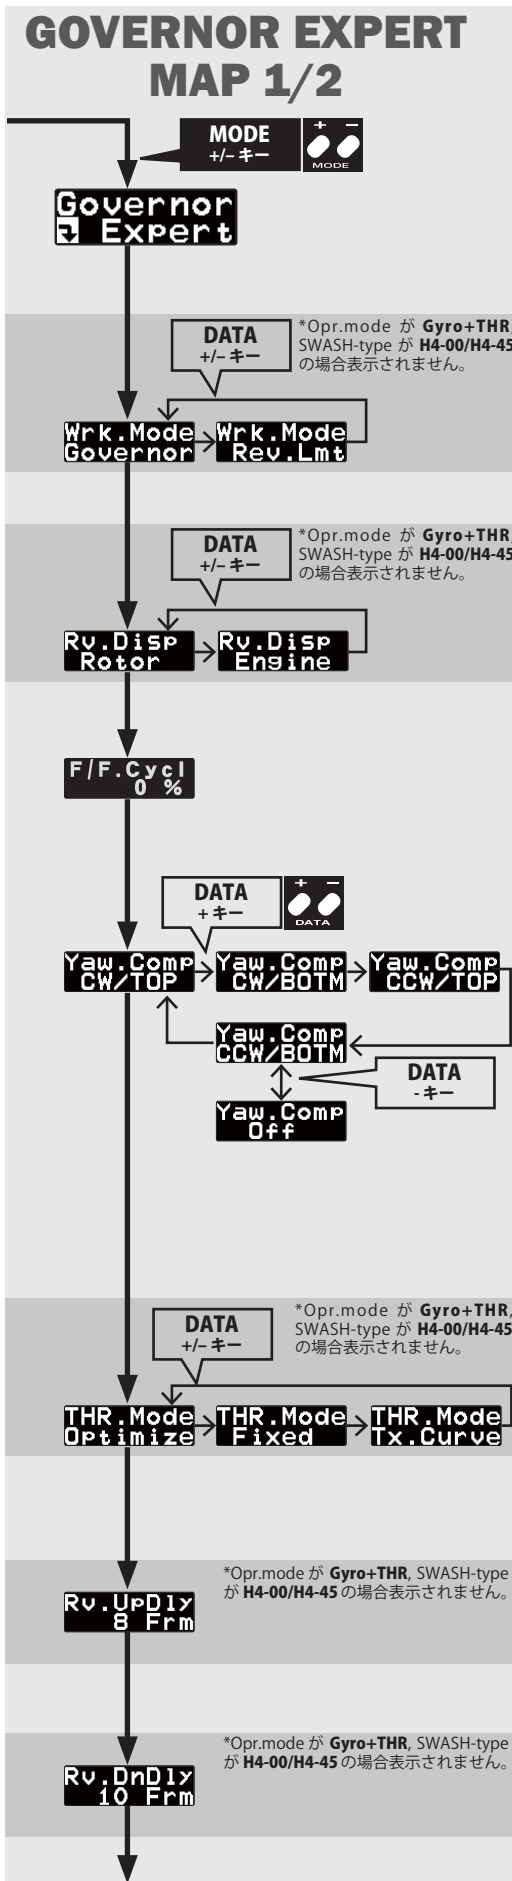 GOVERNOR EXPERT
MAP 1/2
MODE
+/– キー
+ –
MODE
Governor
Expert
DATA
+/– キー
*Opr.mode が Gyro+THR,
SWASH-type が H4-00/H4-45
の場合表示されません。
Wrk.Mode
Governor
Wrk.Mode
Rev.Lmt
DATA
+/– キー
*Opr.mode が Gyro+THR,
SWASH-type が H4-00/H4-45
の場合表示されません。
Rv.Disp
Rotor
Rv.Disp
Engine
F/F.Cycl
0 %
DATA
+ キー
+ –
DATA
Yaw.Comp
CW/TOP
Yaw.Comp
CW/BOTM
Yaw.Comp
CCW/TOP
Yaw.Comp
CCW/BOTM
DATA
- キー
Yaw.Comp
Off
DATA
+/– キー
*Opr.mode が Gyro+THR,
SWASH-type が H4-00/H4-45
の場合表示されません。
THR.Mode
Optimize
THR.Mode
Fixed
THR.Mode
Tx.Curve
*Opr.mode が Gyro+THR, SWASH-type
が H4-00/H4-45 の場合表示されません。
Rv.UpDly
8 Frm
*Opr.mode が Gyro+THR, SWASH-type
が H4-00/H4-45 の場合表示されません。
Rv.DnDly
10 Frm